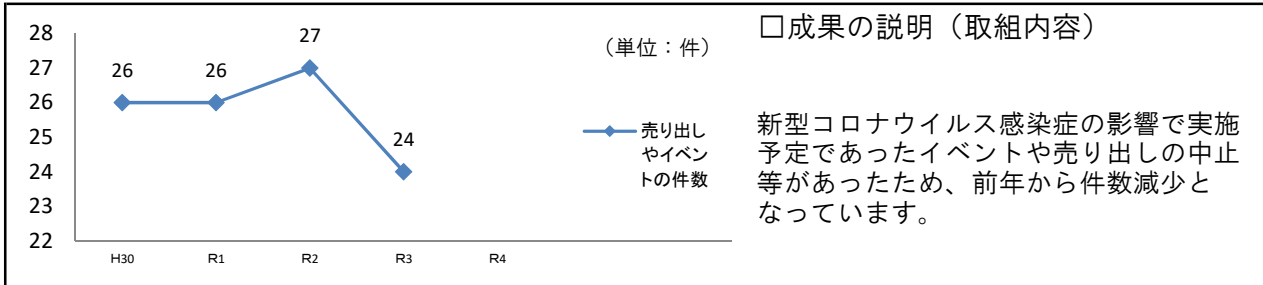 28
27
26
25
24
23
22
26
26
27
24
H30
R1
R2
R3
R4
（単位：件）
売り出し
やイベン
トの件数
□成果の説明（取組内容）
新型コロナウイルス感染症の影響で実施
予定であったイベントや売り出しの中止
等があったため、前年から件数減少と
なっています。